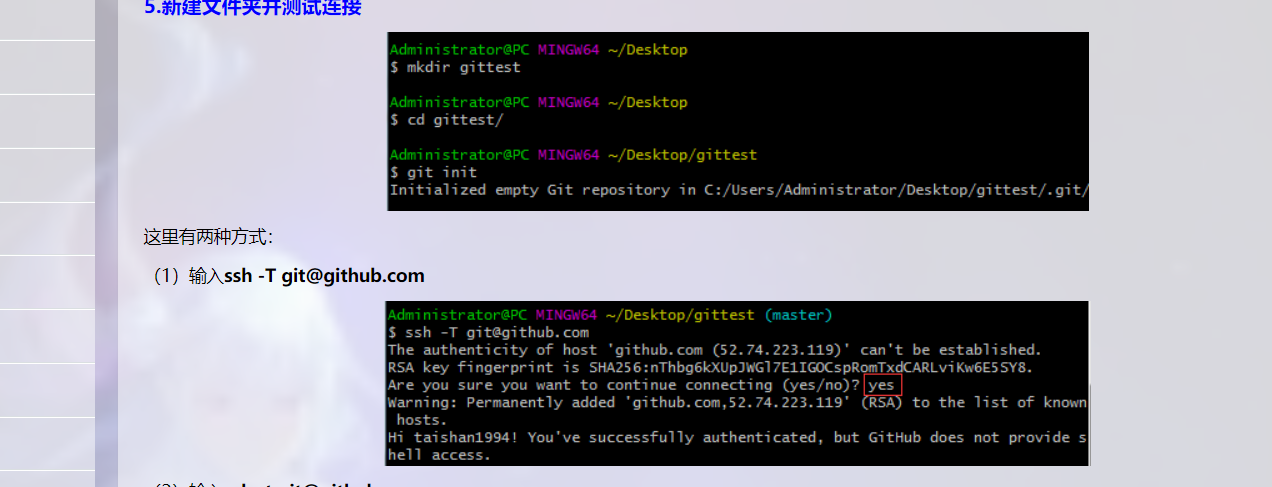 5.新建文件夹并测试连接
Administrator@PC MINGW64 ~/Desktop
$ mkdir gittest
Administrator@PC MINGW64 ~/Desktop
$ cd gittest/
Administrator@PC MINGW64 ~/Desktop/gittest
$ git init
Initialized empty Git repository in C:/Users/Administrator/Desktop/gittest/.git/
这里有两种方式：
（1）输入ssh -T git@github.com
Administrator@PC MINGW64 ~/Desktop/gittest (master)
$ ssh -T git@github.com
The authenticity of host 'github.com (52.74.223.119)' can't be established.
RSA key fingerprint is SHA256:nThbg6kXUpJWGl7E1IGOCspRomTxdCARLviKw6E5SY8.
Are you sure you want to continue connecting (yes/no)? yes
Warning: Permanently added 'github.com,52.74.223.119' (RSA) to the list of known
hosts.
Hi taishan1994! You've successfully authenticated, but GitHub does not provide s
hell access.